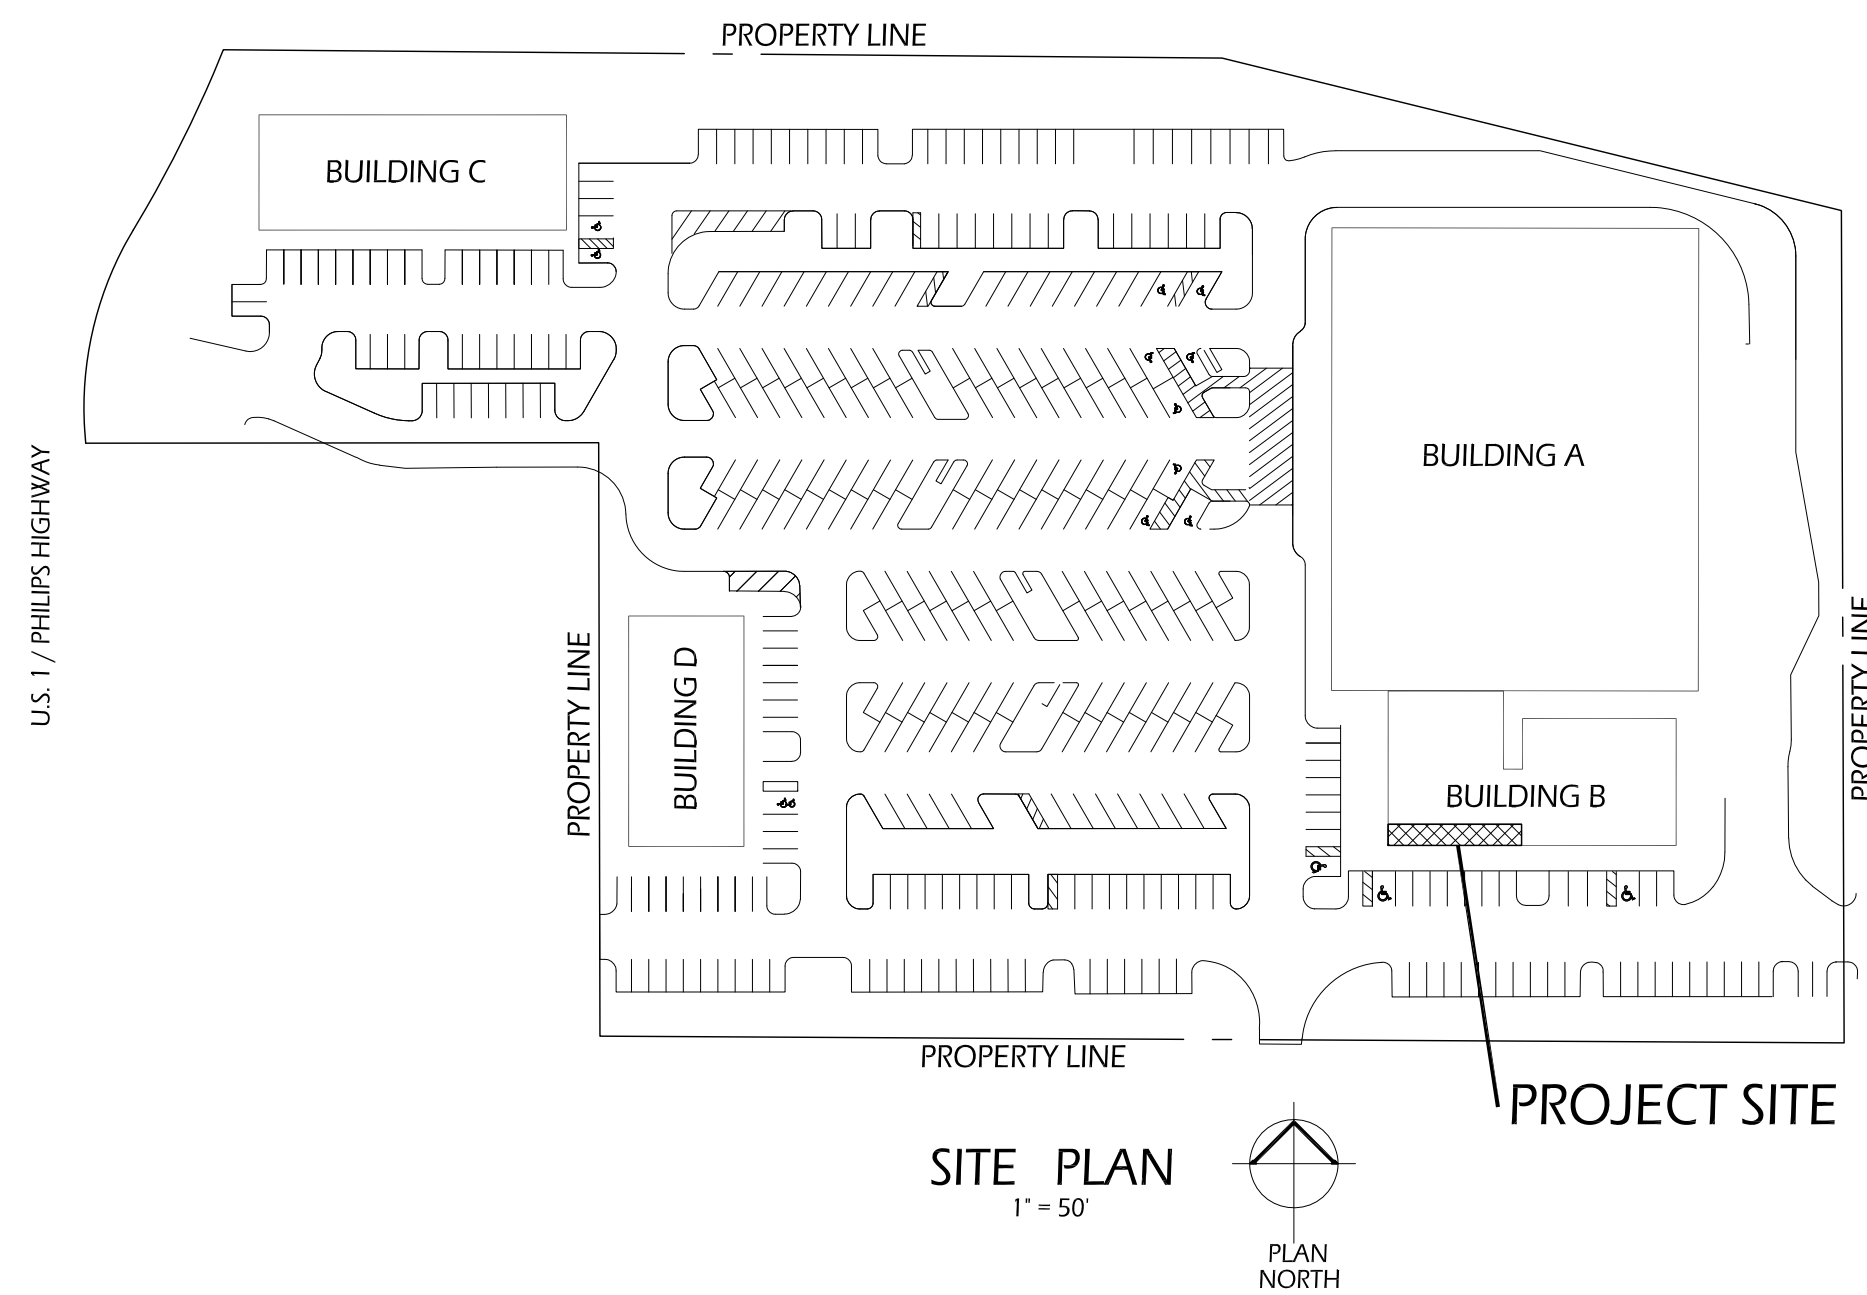 PROPERTY LINE
BUILDING C
BUILDING A
U.S. 1 / PHILIPS HIGHWAY
PROPERTY LINE
BUILDING D
PROPERTY LINE
BUILDING B
PROPERTY LINE
PROJECT SITE
SITE PLAN
1" = 50'
PLAN
NORTH